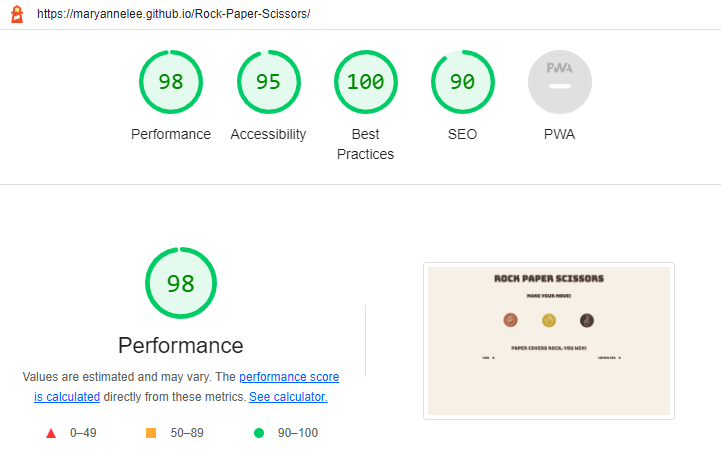 https://maryannelee.github.io/Rock-Paper-Scissors/
98 95 100 90 PWA
Performance Accessibility Best Practices SEO PWA
98
Performance
Values are estimated and may vary. The performance score
is calculated directly from these metrics. See calculator.
0–49 50–89 90–100
ROCK PAPER SCISSORS
MAKE YOUR MOVE!
PAPER COVERS ROCK. YOU WIN!
YOU 0 COMPUTER 0